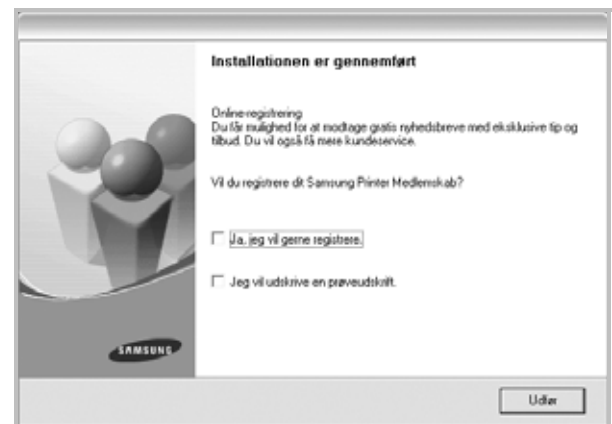 Installationen er gennemført
Online-registrering
Du får mulighed for at modtage gratis nyhedsbreve med eksklusive tip og
tilbud. Du vil også få mere kundeservice.
Vil du registrere dit Samsung Printer Medlemskab?
Ja, jeg vil gerne registrere.
Jeg vil udskrive en prøveudskrift.
SAMSUNG
Udfør